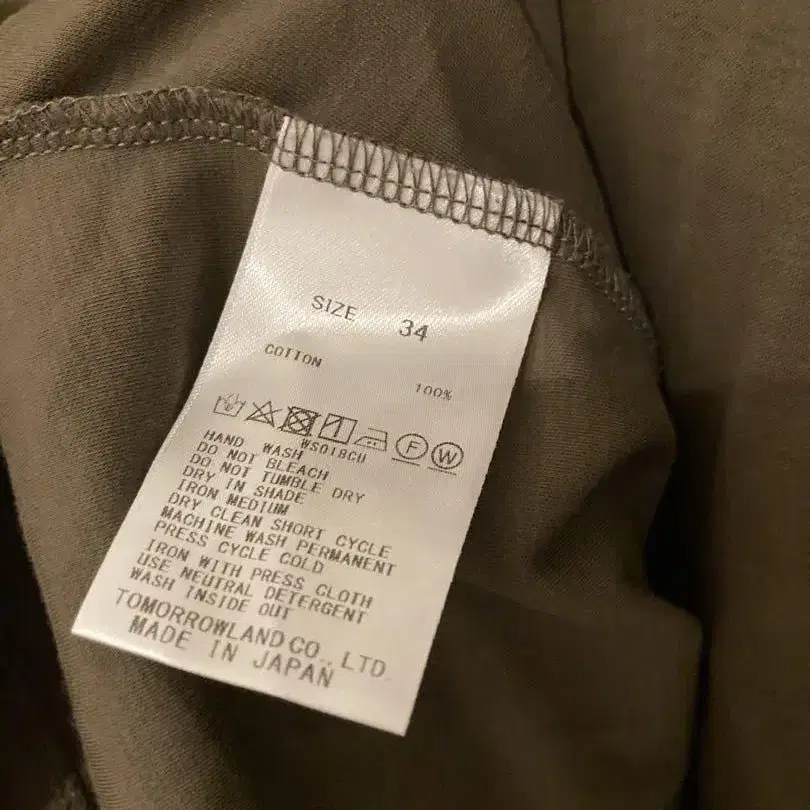 SIZE 34
COTTON
100%
F W
WS018CU
HAND WASH
DO NOT BLEACH
DO NOT TUMBLE DRY
DRY IN SHADE
IRON MEDIUM
DRY CLEAN SHORT CYCLE
MACHINE WASH PERMANENT
PRESS CYCLE COLD
IRON WITH PRESS CLOTH
USE NEUTRAL DETERGENT
WASH INSIDE OUT
TOMORROWLAND CO., LTD.
MADE IN JAPAN